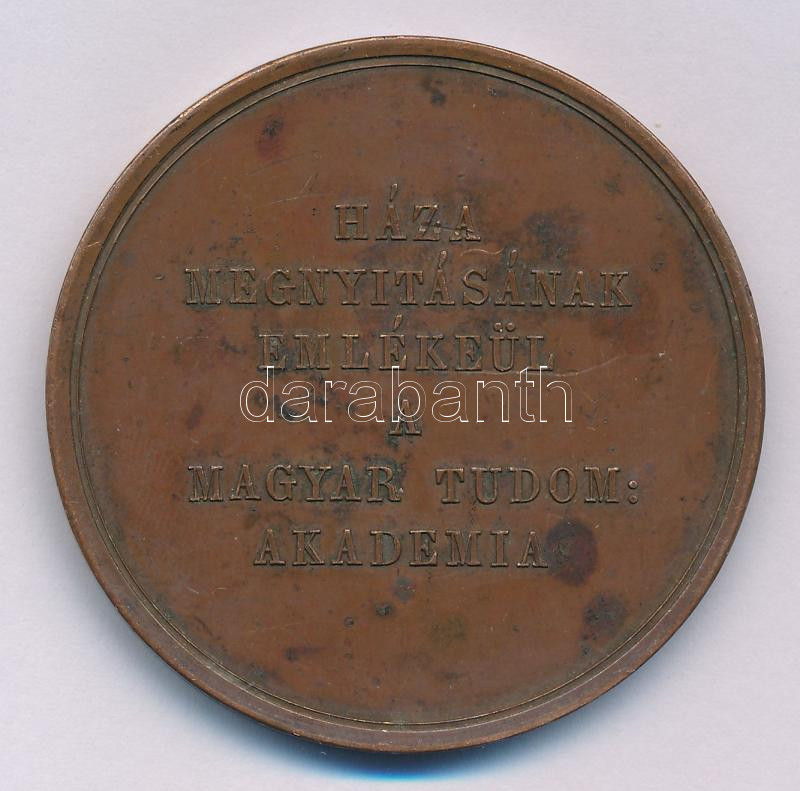 HÁZA
MEGNYITÁSÁNAK
EMLÉKEÜL
darabanth
A
MAGYAR TUDOM:
AKADEMIA